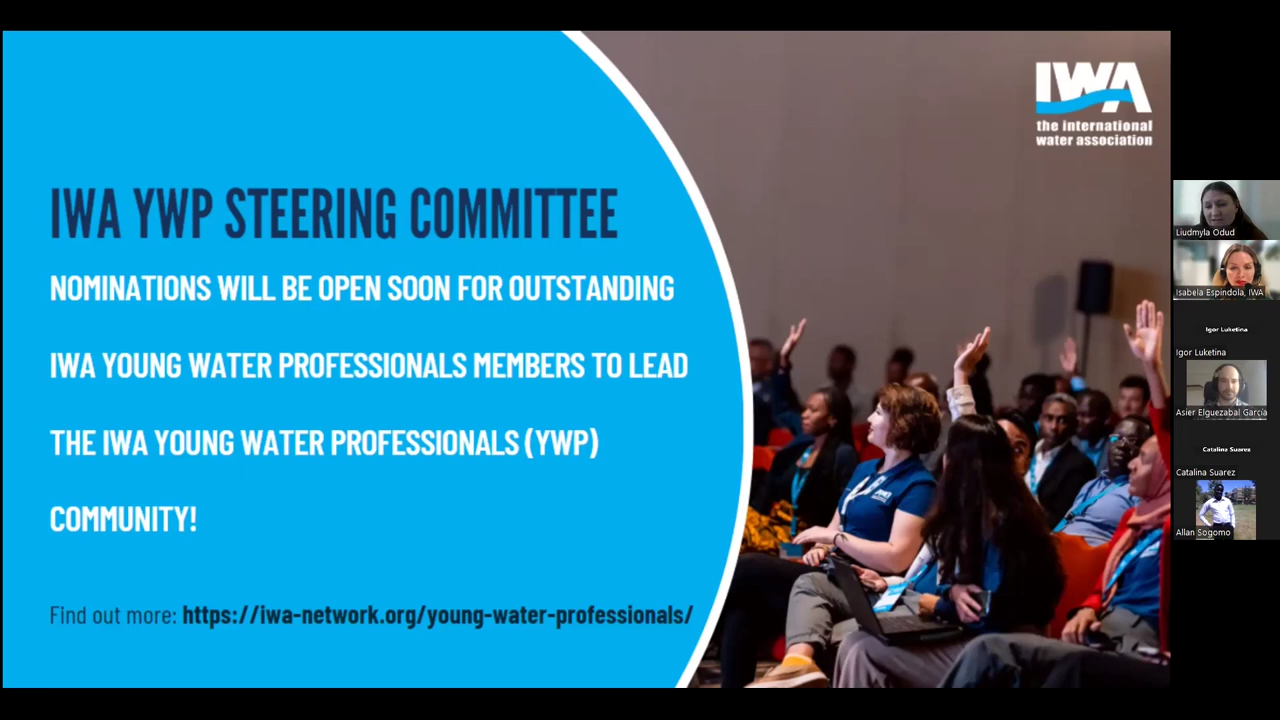 IWA
the international
water association
IWA YWP STEERING COMMITTEE
NOMINATIONS WILL BE OPEN SOON FOR OUTSTANDING
IWA YOUNG WATER PROFESSIONALS MEMBERS TO LEAD
THE IWA YOUNG WATER PROFESSIONALS (YWP)
COMMUNITY!
Find out more: https://iwa-network.org/young-water-professionals/
Liudmyla Odud
Isabela Espindola, IWA
Igor Luketina
Igor Luketina
Asier Elguezabal Garcia
Catalina Suarez
Catalina Suarez
Allan Sogomo